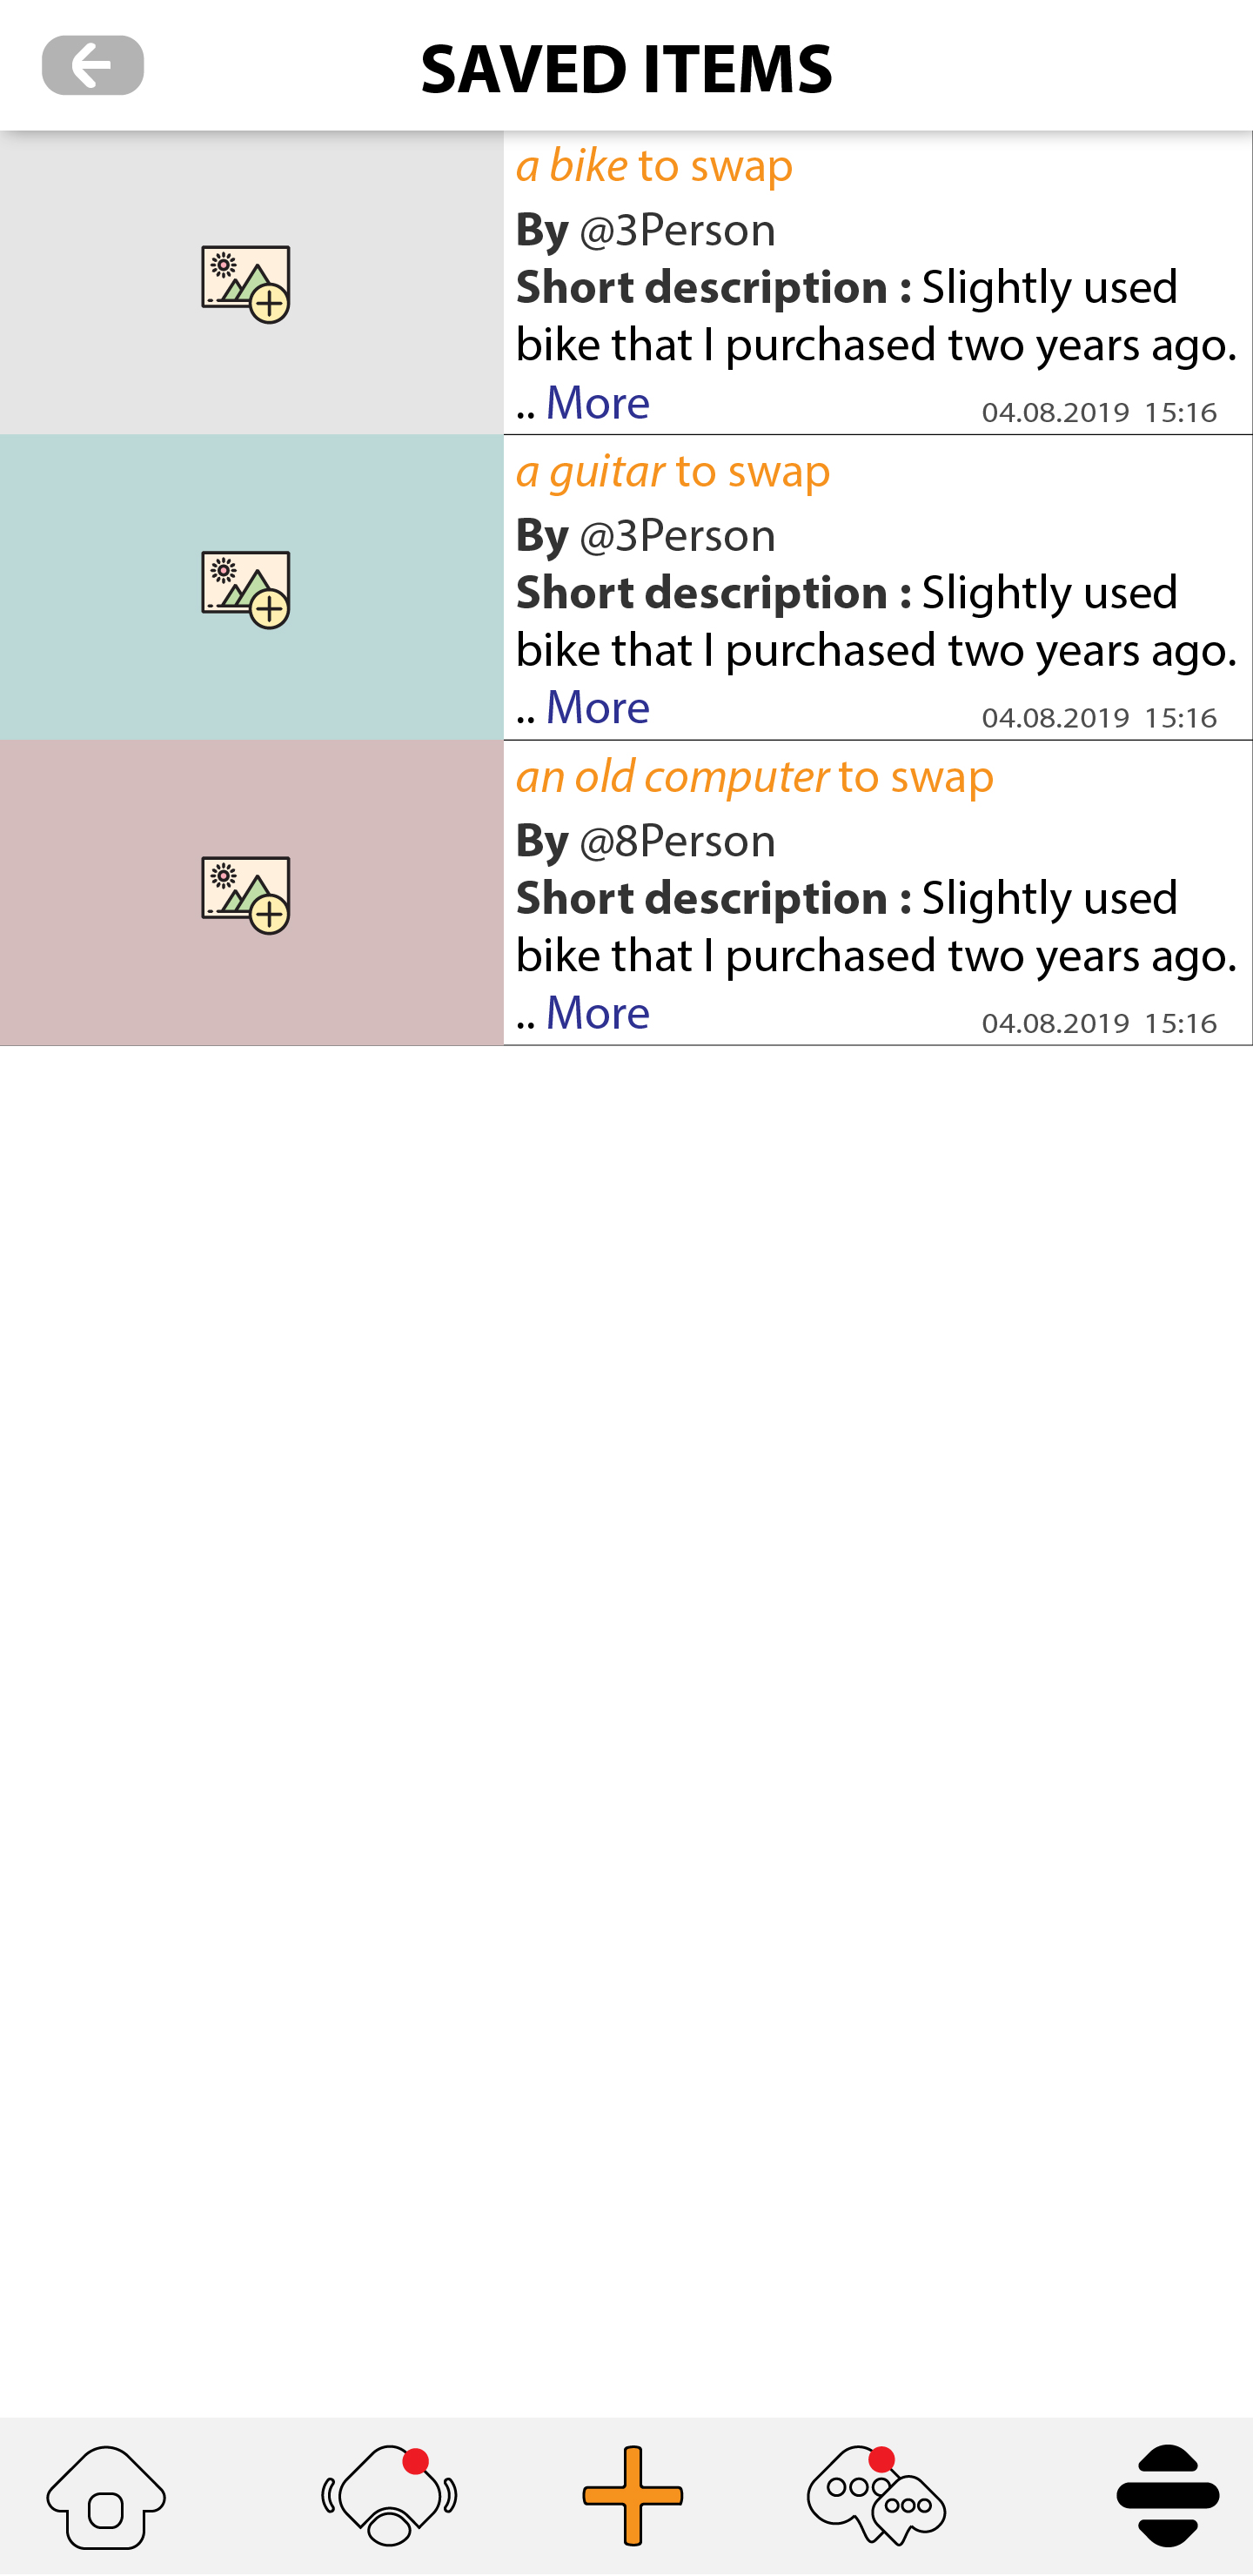 SAVED ITEMS
a bike to swap
By @3Person
Short description : Slightly used
bike that I purchased two years ago.
.. More 04.08.2019 15:16
a guitar to swap
By @3Person
Short description : Slightly used
bike that I purchased two years ago.
.. More 04.08.2019 15:16
an old computer to swap
By @8Person
Short description : Slightly used
bike that I purchased two years ago.
.. More 04.08.2019 15:16